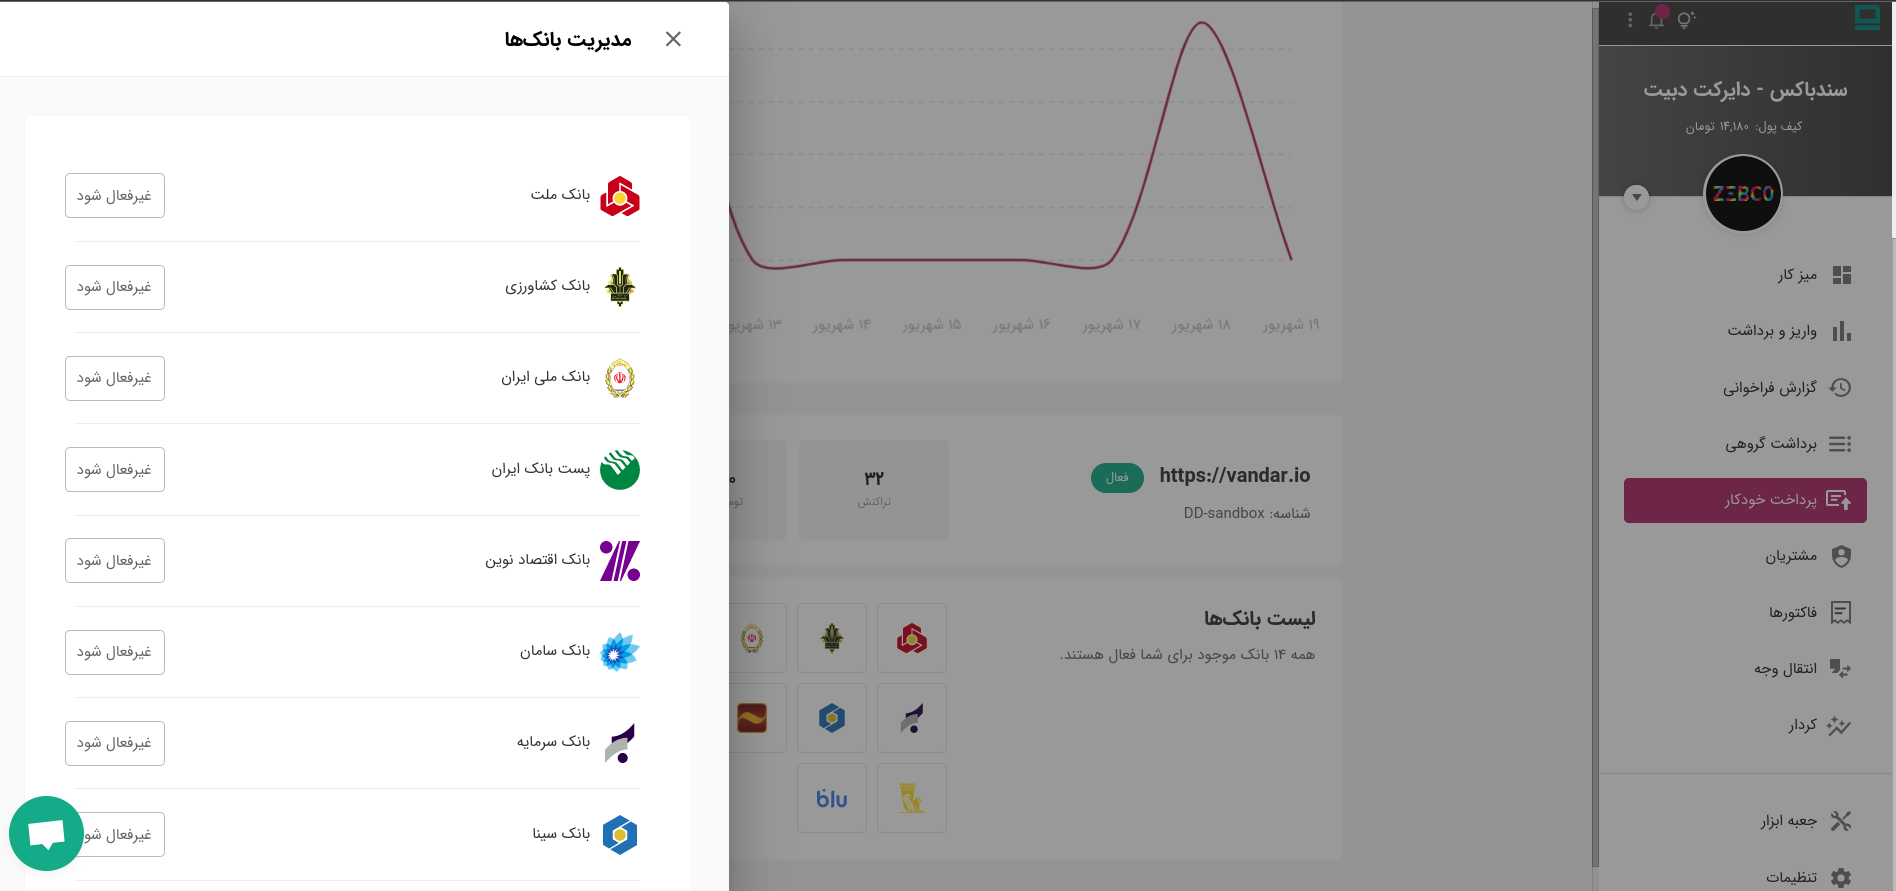 مدیریت بانک‌ها
بانک ملت
غیرفعال شود
بانک کشاورزی
غیرفعال شود
بانک ملی ایران
غیرفعال شود
پست بانک ایران
غیرفعال شود
بانک اقتصاد نوین
غیرفعال شود
بانک سامان
غیرفعال شود
بانک سرمایه
غیرفعال شود
بانک سینا
غیرفعال شود
سندباکس - دایرکت دبیت
کیف پول: ۱۴,۱۸۰ تومان
ZEBCO
میز کار
واریز و برداشت
گزارش فراخوانی
برداشت گروهی
پرداخت خودکار
مشتریان
فاکتورها
انتقال وجه
کردار
جعبه ابزار
تنظیمات
۱۹ شهریور
۱۸ شهریور
۱۷ شهریور
۱۶ شهریور
۱۵ شهریور
۱۴ شهریور
۱۳ شهریو
https://vandar.io
فعال
شناسه: DD-sandbox
۳۲
تراکنش
۰
لیست بانک‌ها
همه ۱۴ بانک موجود برای شما فعال هستند.
blu